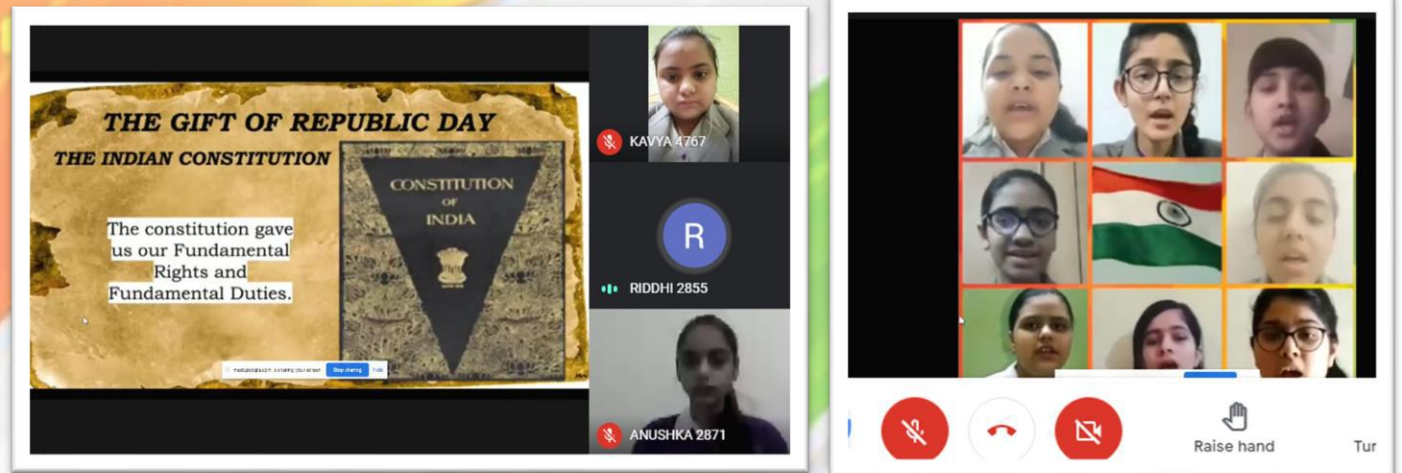 THE GIFT OF REPUBLIC DAY
THE INDIAN CONSTITUTION
CONSTITUTION
OF
INDIA
The constitution gave
us our Fundamental
Rights and
Fundamental Duties.
Stop sharing
Hide
KAVYA 4767
R
RIDDHI 2855
ANUSHKA 2871
Raise hand
Tur